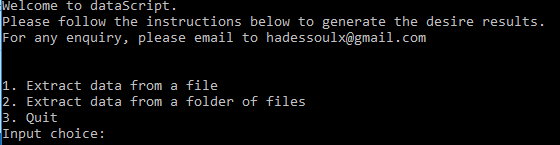 Welcome to dataScript.
Please follow the instructions below to generate the desire results.
For any enquiry, please email to hadessoulx@gmail.com
1. Extract data from a file
2. Extract data from a folder of files
3. Quit
Input choice: